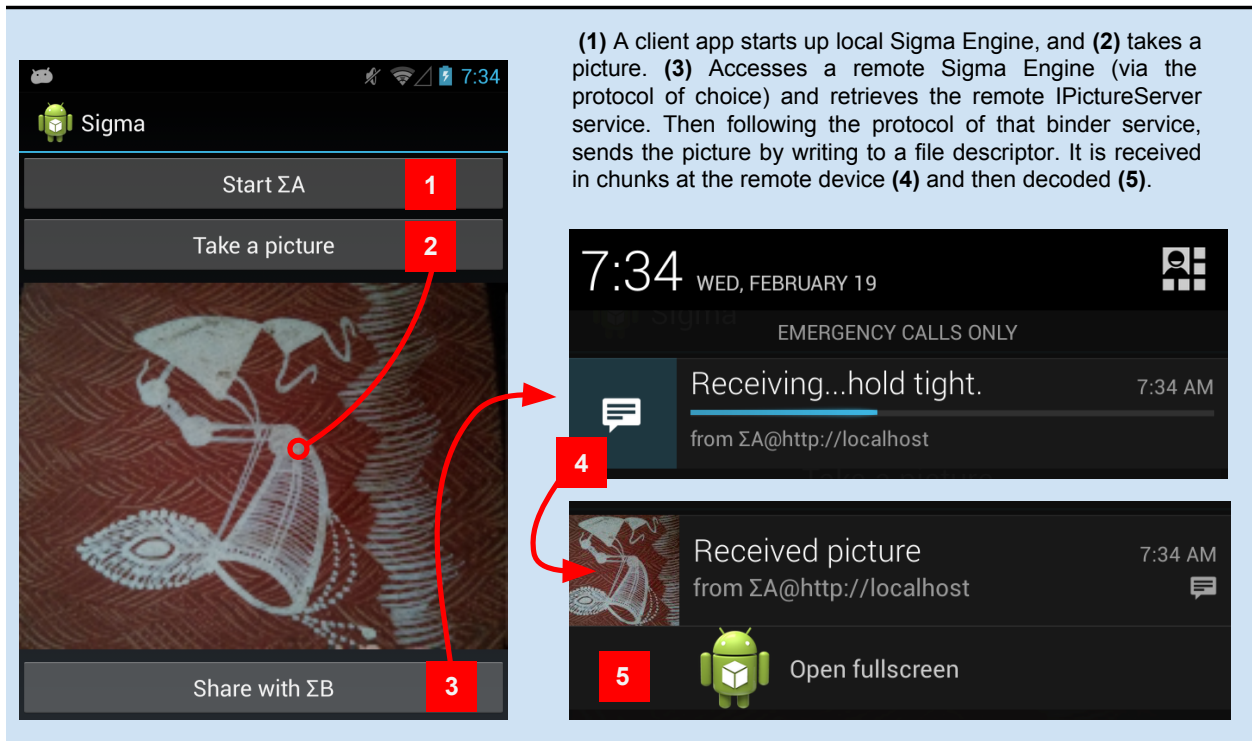 (1) A client app starts up local Sigma Engine, and (2) takes a
picture. (3) Accesses a remote Sigma Engine (via the
protocol of choice) and retrieves the remote IPictureServer
service. Then following the protocol of that binder service,
sends the picture by writing to a file descriptor. It is received
in chunks at the remote device (4) and then decoded (5).
7:34
Sigma
Start ΣA 1
Take a picture 2
Share with ΣB 3
7:34 WED, FEBRUARY 19
Sigma
EMERGENCY CALLS ONLY
Receiving...hold tight. 7:34 AM
from ΣA@http://localhost
4
Take a picture
Received picture 7:34 AM
from ΣA@http://localhost
5 Open fullscreen